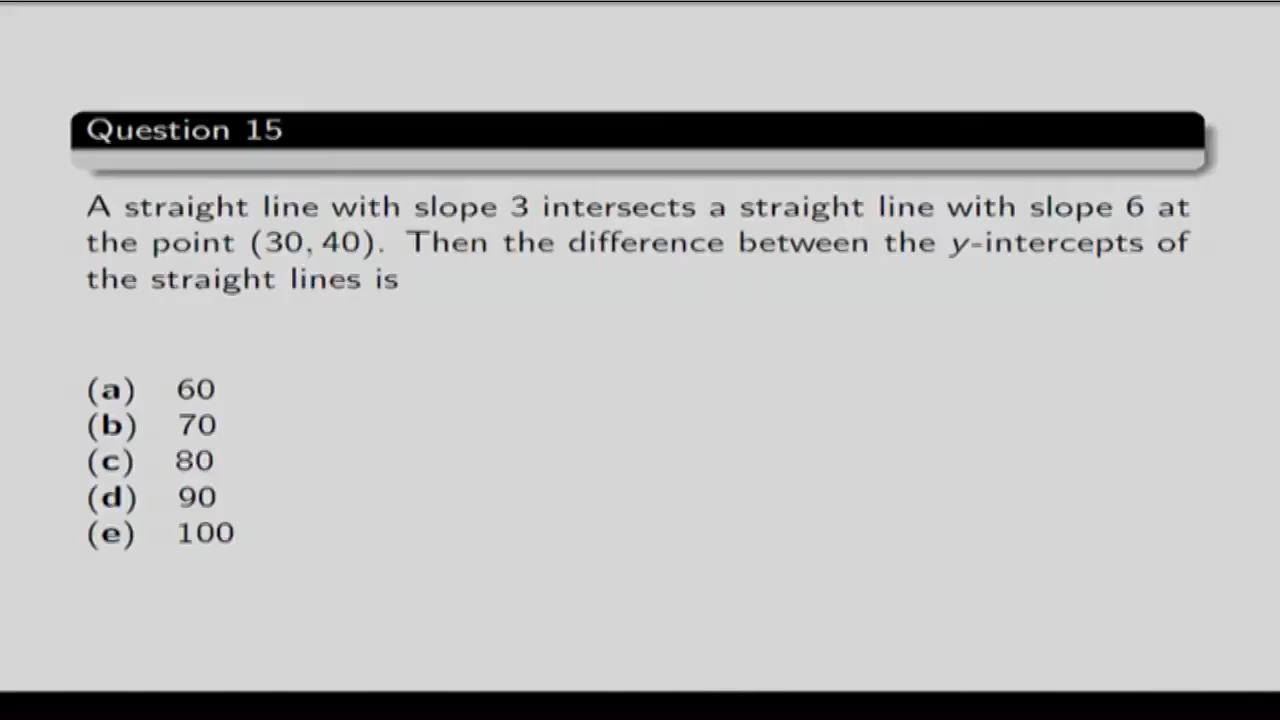 Question 15
A straight line with slope 3 intersects a straight line with slope 6 at
the point (30, 40). Then the difference between the y-intercepts of
the straight lines is
(a) 60
(b) 70
(c) 80
(d) 90
(e) 100